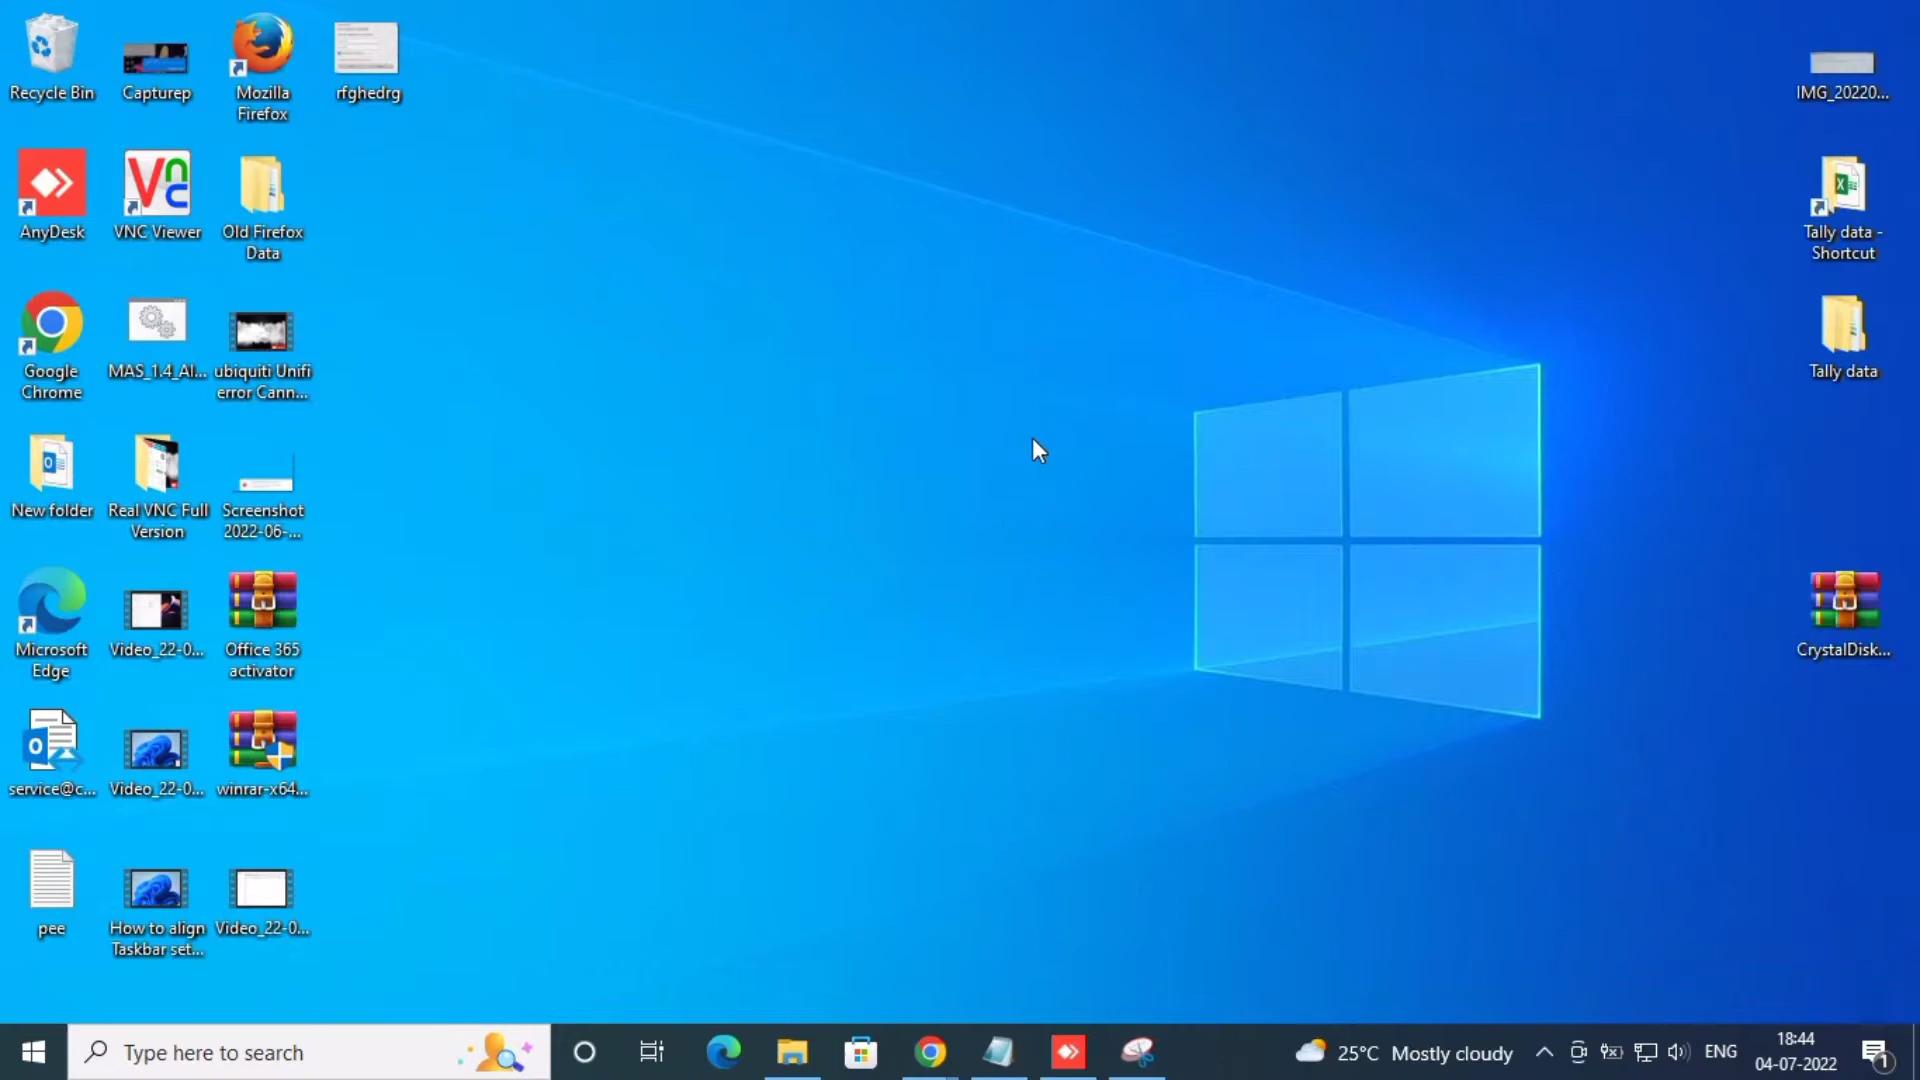 Recycle Bin
Capturep
Mozilla
Firefox
rfghedrg
IMG_20220...
AnyDesk
VNC Viewer
Old Firefox
Data
Tally data -
Shortcut
Google
Chrome
MAS_1.4_Al...
ubiquiti Unifi
error Cann...
Tally data
New folder
Real VNC Full
Version
Screenshot
2022-06-...
Microsoft
Edge
Video_22-0...
Office 365
activator
CrystalDisk...
service@c...
Video_22-0...
winrar-x64...
pee
How to align
Taskbar set...
Video_22-0...
Type here to search
25°C Mostly cloudy
ENG
18:44
04-07-2022
1